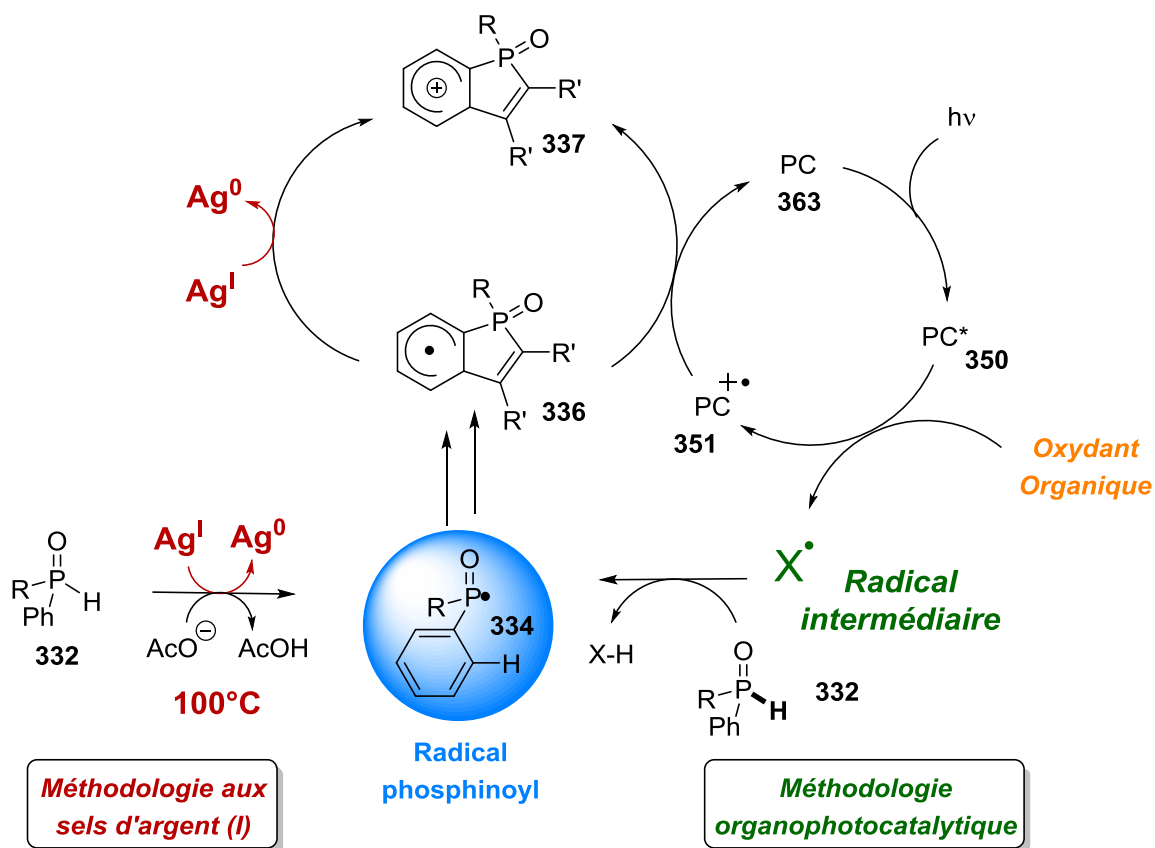 R
O
P
R'
R'
337
hν
PC
363
Ag⁰
Agᴵ
R
O
P
R'
R'
336
PC*
350
PC
+•
351
Oxydant
Organique
O
R
P
H
Ph
332
Agᴵ
Ag⁰
AcO⊖
AcOH
100°C
O
R
P•
334
H
Radical
phosphinoyl
X•
Radical
intermédiaire
X-H
O
R
P
H
Ph
332
Méthodologie aux
sels d'argent (I)
Méthodologie
organophotocatalytique